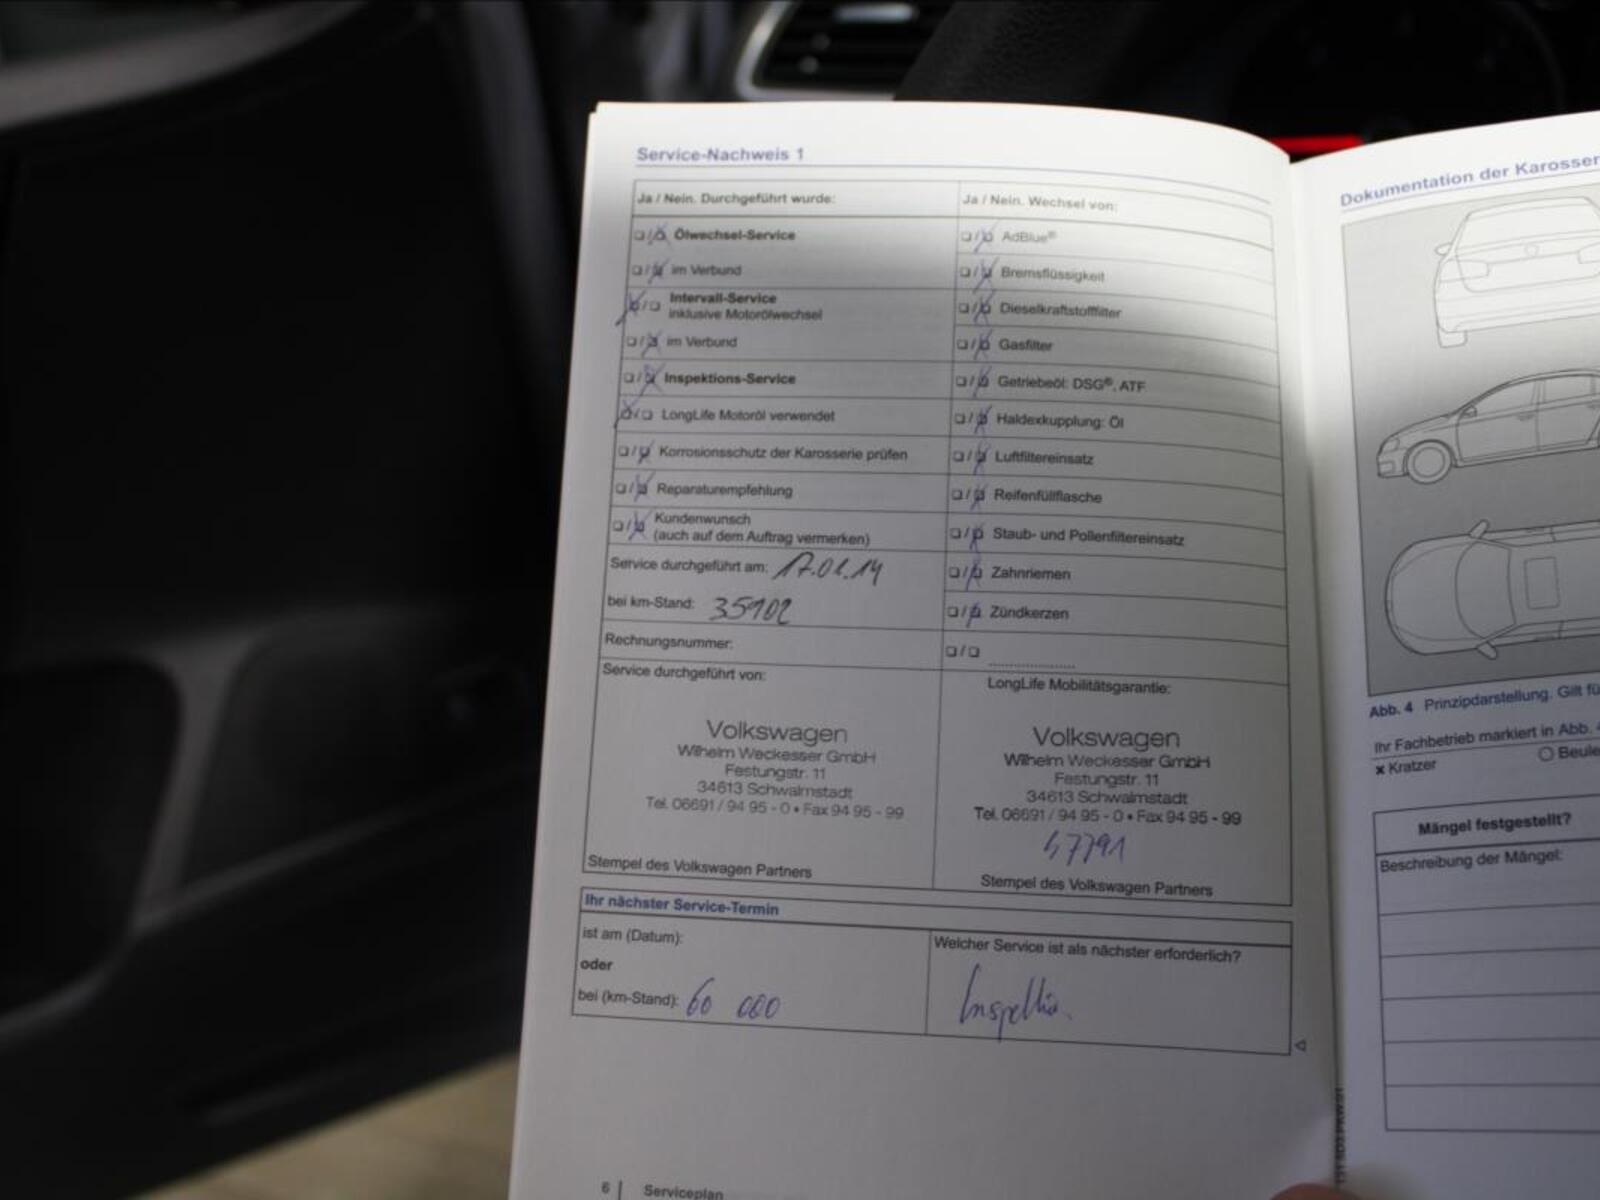 Service-Nachweis 1
Ja / Nein. Durchgeführt wurde:
❏/❏ Ölwechsel-Service
❏/❏ im Verbund
❏/❏ Intervall-Service
inklusive Motorölwechsel
❏/❏ im Verbund
❏/❏ Inspektions-Service
❏/❏ LongLife Motoröl verwendet
❏/❏ Korrosionsschutz der Karosserie prüfen
❏/❏ Reparaturempfehlung
❏/❏ Kundenwunsch
(auch auf dem Auftrag vermerken)
Service durchgeführt am: 17.01.14
bei km-Stand: 35102
Rechnungsnummer:
Ja / Nein. Wechsel von:
❏/❏ AdBlue®
❏/❏ Bremsflüssigkeit
❏/❏ Dieselkraftstofffilter
❏/❏ Gasfilter
❏/❏ Getriebeöl: DSG®, ATF
❏/❏ Haldexkupplung: Öl
❏/❏ Luftfiltereinsatz
❏/❏ Reifenfüllflasche
❏/❏ Staub- und Pollenfiltereinsatz
❏/❏ Zahnriemen
❏/❏ Zündkerzen
❏/❏ ....................
Service durchgeführt von:
Volkswagen
Wilhelm Weckesser GmbH
Festungstr. 11
34613 Schwalmstadt
Tel. 06691 / 94 95 - 0 • Fax 94 95 - 99
Stempel des Volkswagen Partners
LongLife Mobilitätsgarantie:
Volkswagen
Wilhelm Weckesser GmbH
Festungstr. 11
34613 Schwalmstadt
Tel. 06691 / 94 95 - 0 • Fax 94 95 - 99
47791
Stempel des Volkswagen Partners
Ihr nächster Service-Termin
ist am (Datum):
oder
bei (km-Stand): 60 000
Welcher Service ist als nächster erforderlich?
Inspektion
6 | Serviceplan
Dokumentation der
Abb. 4 Prinzipdarstellung. Gilt
Ihr Fachbetrieb markiert in Abb.
× Kratzer
Mängel festgestellt?
Beschreibung der Mängel: